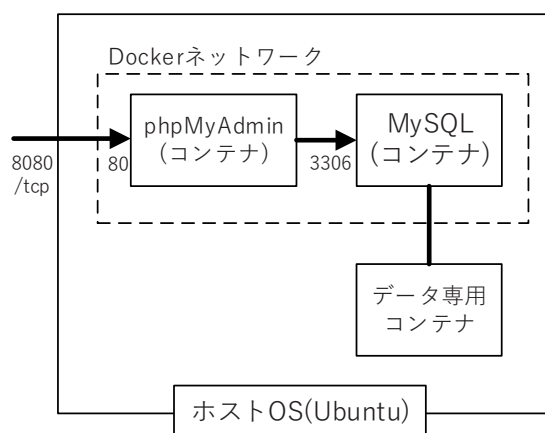 Dockerネットワーク
phpMyAdmin
(コンテナ)
MySQL
(コンテナ)
8080
/tcp
80
3306
データ専用
コンテナ
ホストOS(Ubuntu)